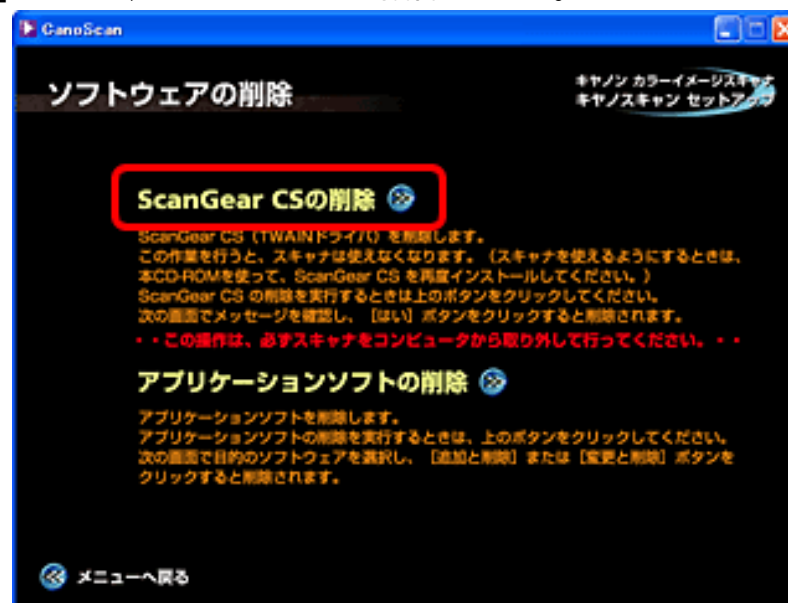 CanoScan
ソフトウェアの削除
キヤノン カラーイメージスキャナ
キヤノスキャン セットアップ
ScanGear CSの削除
ScanGear CS（TWAINドライバ）を削除します。
この作業を行うと、スキャナは使えなくなります。（スキャナを使えるようにするときは、
本CD-ROMを使って、ScanGear CS を再度インストールしてください。）
ScanGear CS の削除を実行するときは上のボタンをクリックしてください。
次の画面でメッセージを確認し、［はい］ボタンをクリックすると削除されます。
・・この操作は、必ずスキャナをコンピュータから取り外して行ってください。・・
アプリケーションソフトの削除
アプリケーションソフトを削除します。
アプリケーションソフトの削除を実行するときは、上のボタンをクリックしてください。
次の画面で目的のソフトウェアを選択し、［追加と削除］または［変更と削除］ボタンを
クリックすると削除されます。
メニューへ戻る